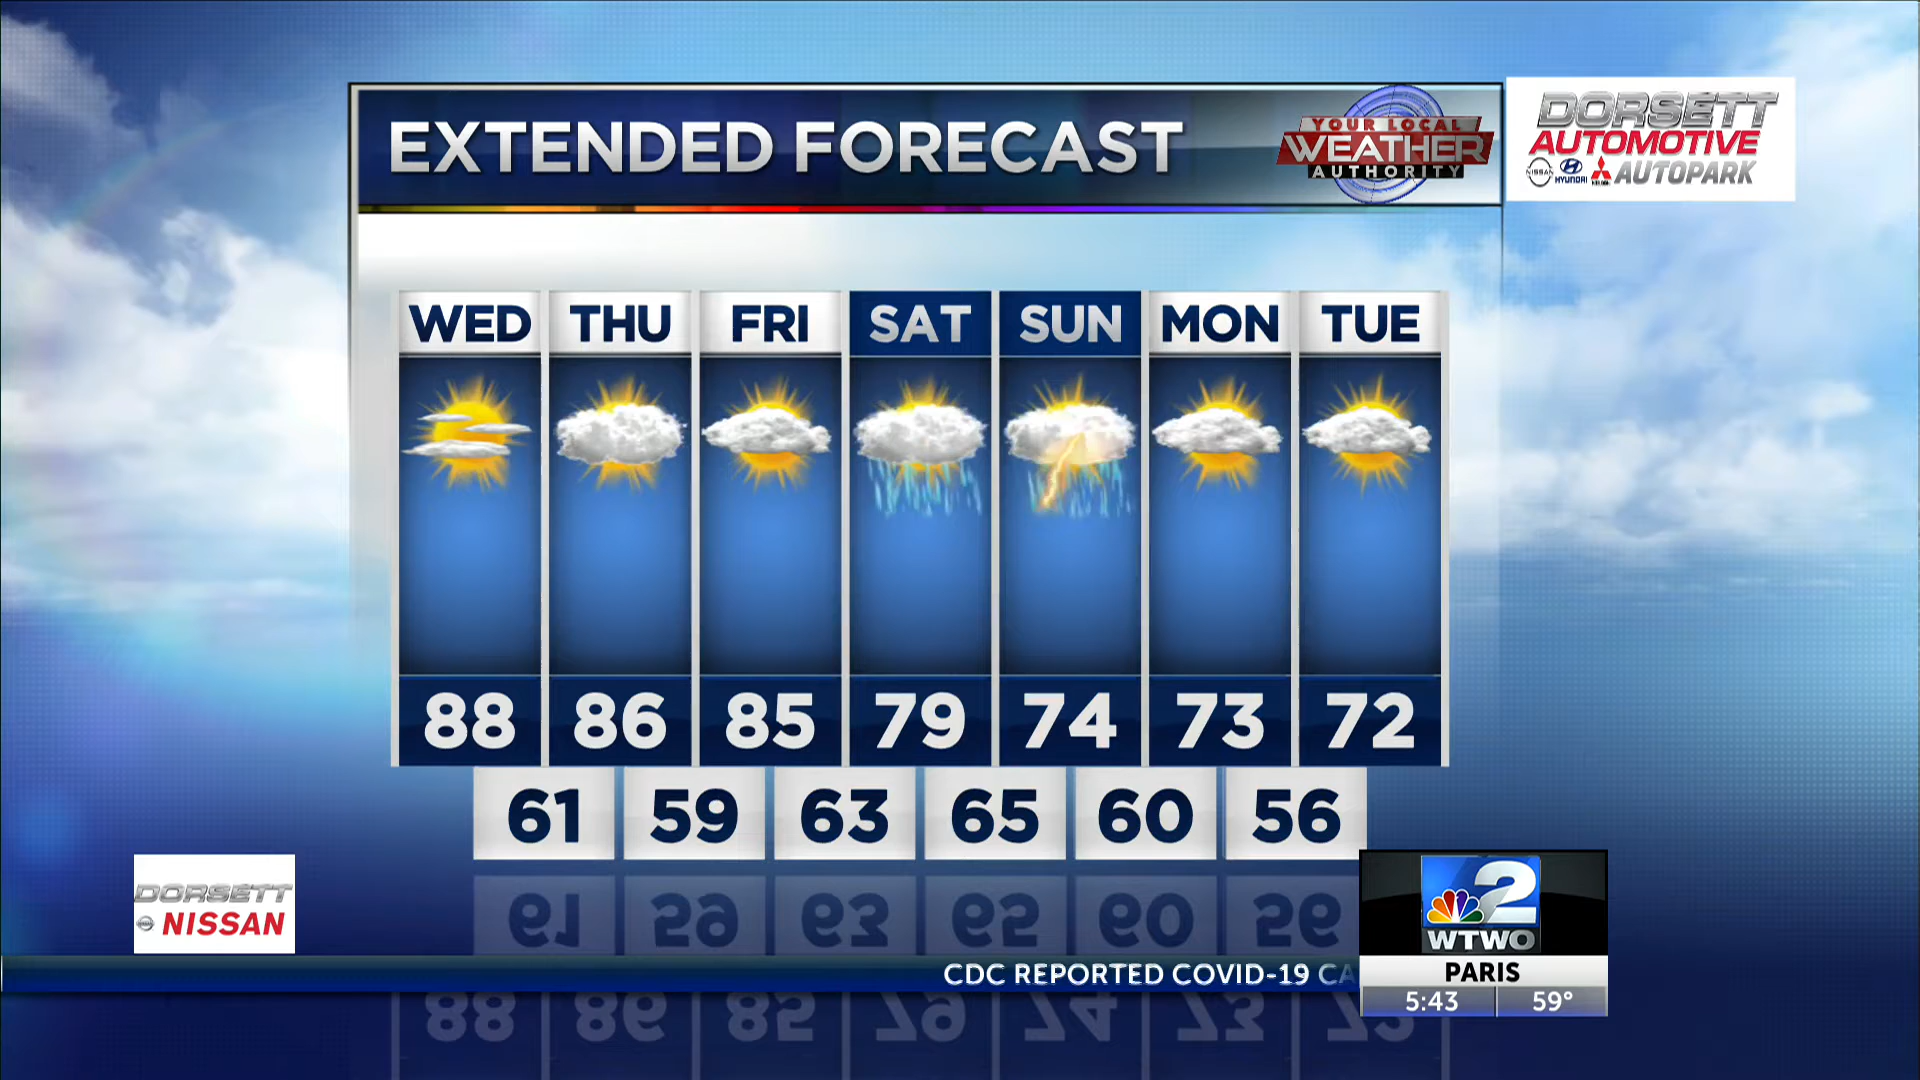 EXTENDED FORECAST
YOUR LOCAL
WEATHER
AUTHORITY
DORSETT
AUTOMOTIVE
NISSAN HYUNDAI AUTOPARK
WED THU FRI SAT SUN MON TUE
88 86 85 79 74 73 72
61 59 63 65 60 56
DORSETT
NISSAN
2
WTWO
CDC REPORTED COVID-19 CA
PARIS
5:43 59°